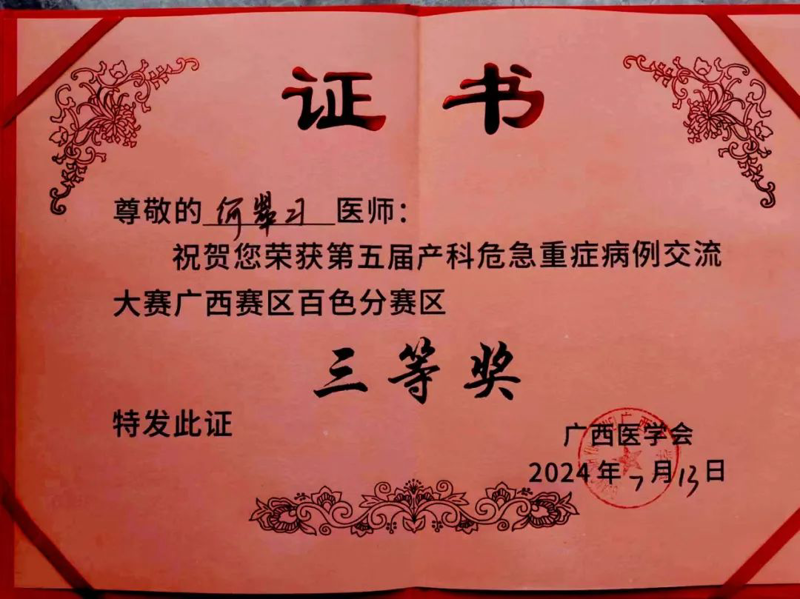 证书
尊敬的何翠习医师：
祝贺您荣获第五届产科危急重症病例交流
大赛广西赛区百色分赛区
三等奖
特发此证
广西医学会
2024年7月13日